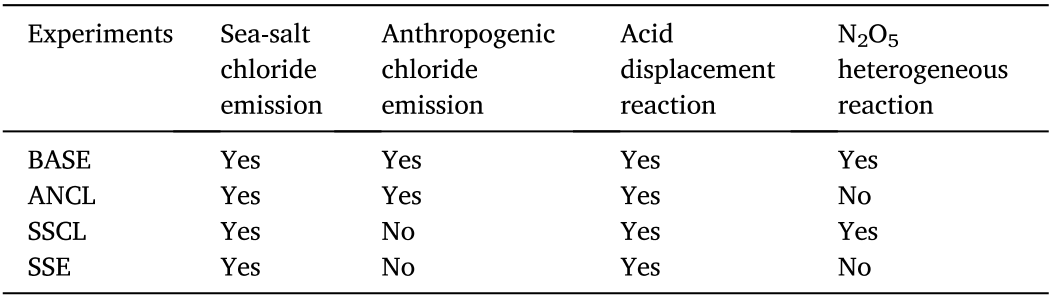 Experiments Sea-salt Anthropogenic Acid N₂O₅
chloride chloride displacement heterogeneous
emission emission reaction reaction
BASE Yes Yes Yes Yes
ANCL Yes Yes Yes No
SSCL Yes No Yes Yes
SSE Yes No Yes No